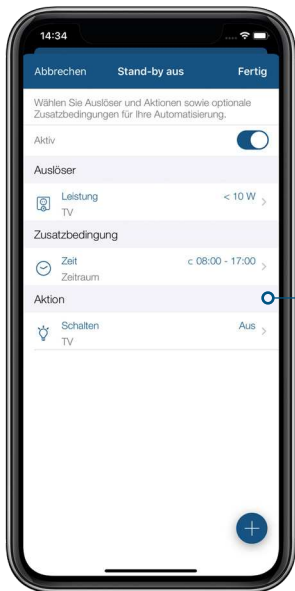 14:34
Abbrechen Stand-by aus Fertig
Wählen Sie Auslöser und Aktionen sowie optionale
Zusatzbedingungen für Ihre Automatisierung.
Aktiv
Auslöser
Leistung < 10 W
TV
Zusatzbedingung
Zeit c 08:00 - 17:00
Zeitraum
Aktion
Schalten Aus
TV